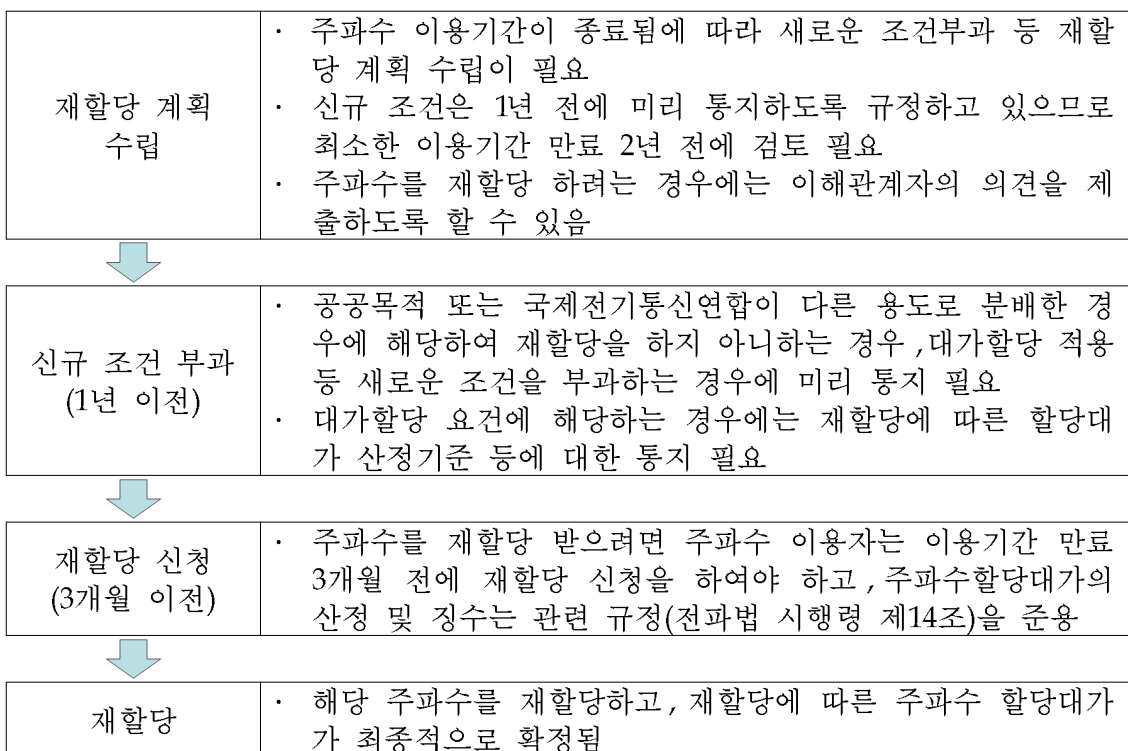 재할당 계획
수립
· 주파수 이용기간이 종료됨에 따라 새로운 조건부과 등 재할
당 계획 수립이 필요
· 신규 조건은 1년 전에 미리 통지하도록 규정하고 있으므로
최소한 이용기간 만료 2년 전에 검토 필요
· 주파수를 재할당 하려는 경우에는 이해관계자의 의견을 제
출하도록 할 수 있음
신규 조건 부과
(1년 이전)
· 공공목적 또는 국제전기통신연합이 다른 용도로 분배한 경
우에 해당하여 재할당을 하지 아니하는 경우 ,대가할당 적용
등 새로운 조건을 부과하는 경우에 미리 통지 필요
· 대가할당 요건에 해당하는 경우에는 재할당에 따른 할당대
가 산정기준 등에 대한 통지 필요
재할당 신청
(3개월 이전)
· 주파수를 재할당 받으려면 주파수 이용자는 이용기간 만료
3개월 전에 재할당 신청을 하여야 하고 ,주파수할당대가의
산정 및 징수는 관련 규정(전파법 시행령 제14조)을 준용
재할당
· 해당 주파수를 재할당하고 , 재할당에 따른 주파수 할당대가
가 최종적으로 확정됨